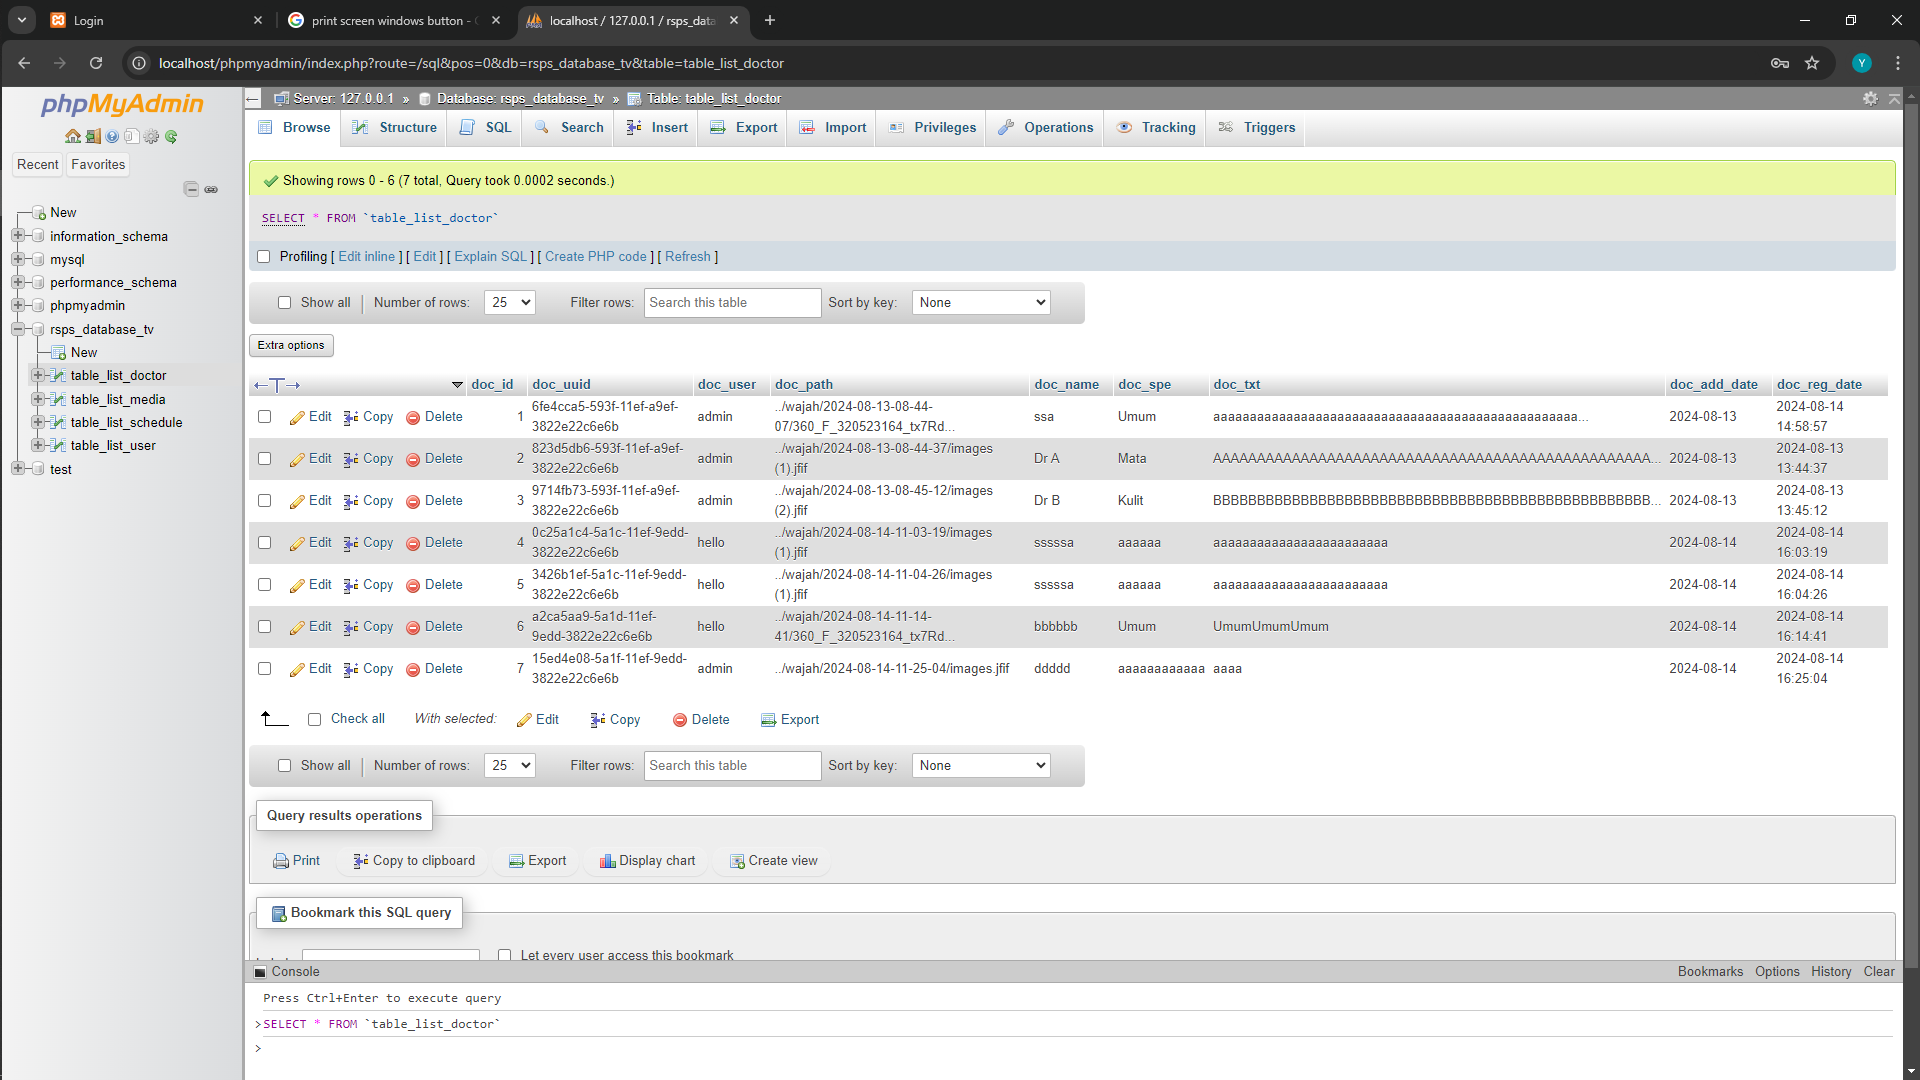 Login
print screen windows button -
localhost / 127.0.0.1 / rsps_data
localhost/phpmyadmin/index.php?route=/sql&pos=0&db=rsps_database_tv&table=table_list_doctor
Y
phpMyAdmin
Recent Favorites
New
information_schema
mysql
performance_schema
phpmyadmin
rsps_database_tv
New
table_list_doctor
table_list_media
table_list_schedule
table_list_user
test
Server: 127.0.0.1 » Database: rsps_database_tv » Table: table_list_doctor
Browse Structure SQL Search Insert Export Import Privileges Operations Tracking Triggers
Showing rows 0 - 6 (7 total, Query took 0.0002 seconds.)
SELECT * FROM `table_list_doctor`
Profiling [ Edit inline ] [ Edit ] [ Explain SQL ] [ Create PHP code ] [ Refresh ]
Show all Number of rows: 25 Filter rows: Search this table Sort by key: None
Extra options
←T→ doc_id doc_uuid doc_user doc_path doc_name doc_spe doc_txt doc_add_date doc_reg_date
6fe4cca5-593f-11ef-a9ef- ../wajah/2024-08-13-08-44- 2024-08-14
Edit Copy Delete 1 admin ssa Umum 2024-08-13
3822e22c6e6b 07/360_F_320523164_tx7Rd... 14:58:57
823d5db6-593f-11ef-a9ef- ../wajah/2024-08-13-08-44-37/images 2024-08-13
Edit Copy Delete 2 admin Dr A Mata 2024-08-13
3822e22c6e6b (1).jfif 13:44:37
9714fb73-593f-11ef-a9ef- ../wajah/2024-08-13-08-45-12/images 2024-08-13
Edit Copy Delete 3 admin Dr B Kulit 2024-08-13
3822e22c6e6b (2).jfif 13:45:12
0c25a1c4-5a1c-11ef-9edd- ../wajah/2024-08-14-11-03-19/images 2024-08-14
Edit Copy Delete 4 hello sssssa aaaaaa aaaaaaaaaaaaaaaaaaaaaaaa 2024-08-14
3822e22c6e6b (1).jfif 16:03:19
3426b1ef-5a1c-11ef-9edd- ../wajah/2024-08-14-11-04-26/images 2024-08-14
Edit Copy Delete 5 hello sssssa aaaaaa aaaaaaaaaaaaaaaaaaaaaaaa 2024-08-14
3822e22c6e6b (1).jfif 16:04:26
a2ca5aa9-5a1d-11ef- ../wajah/2024-08-14-11-14- 2024-08-14
Edit Copy Delete 6 hello bbbbbb Umum UmumUmumUmum 2024-08-14
9edd-3822e22c6e6b 41/360_F_320523164_tx7Rd... 16:14:41
15ed4e08-5a1f-11ef-9edd- 2024-08-14
Edit Copy Delete 7 admin ../wajah/2024-08-14-11-25-04/images.jfif ddddd aaaaaaaaaaaa aaaa 2024-08-14
3822e22c6e6b 16:25:04
Check all With selected: Edit Copy Delete Export
Show all Number of rows: 25 Filter rows: Search this table Sort by key: None
Query results operations
Print Copy to clipboard Export Display chart Create view
Bookmark this SQL query
Let every user access this bookmark
Console Bookmarks Options History Clear
Press Ctrl+Enter to execute query
>SELECT * FROM `table_list_doctor`
>